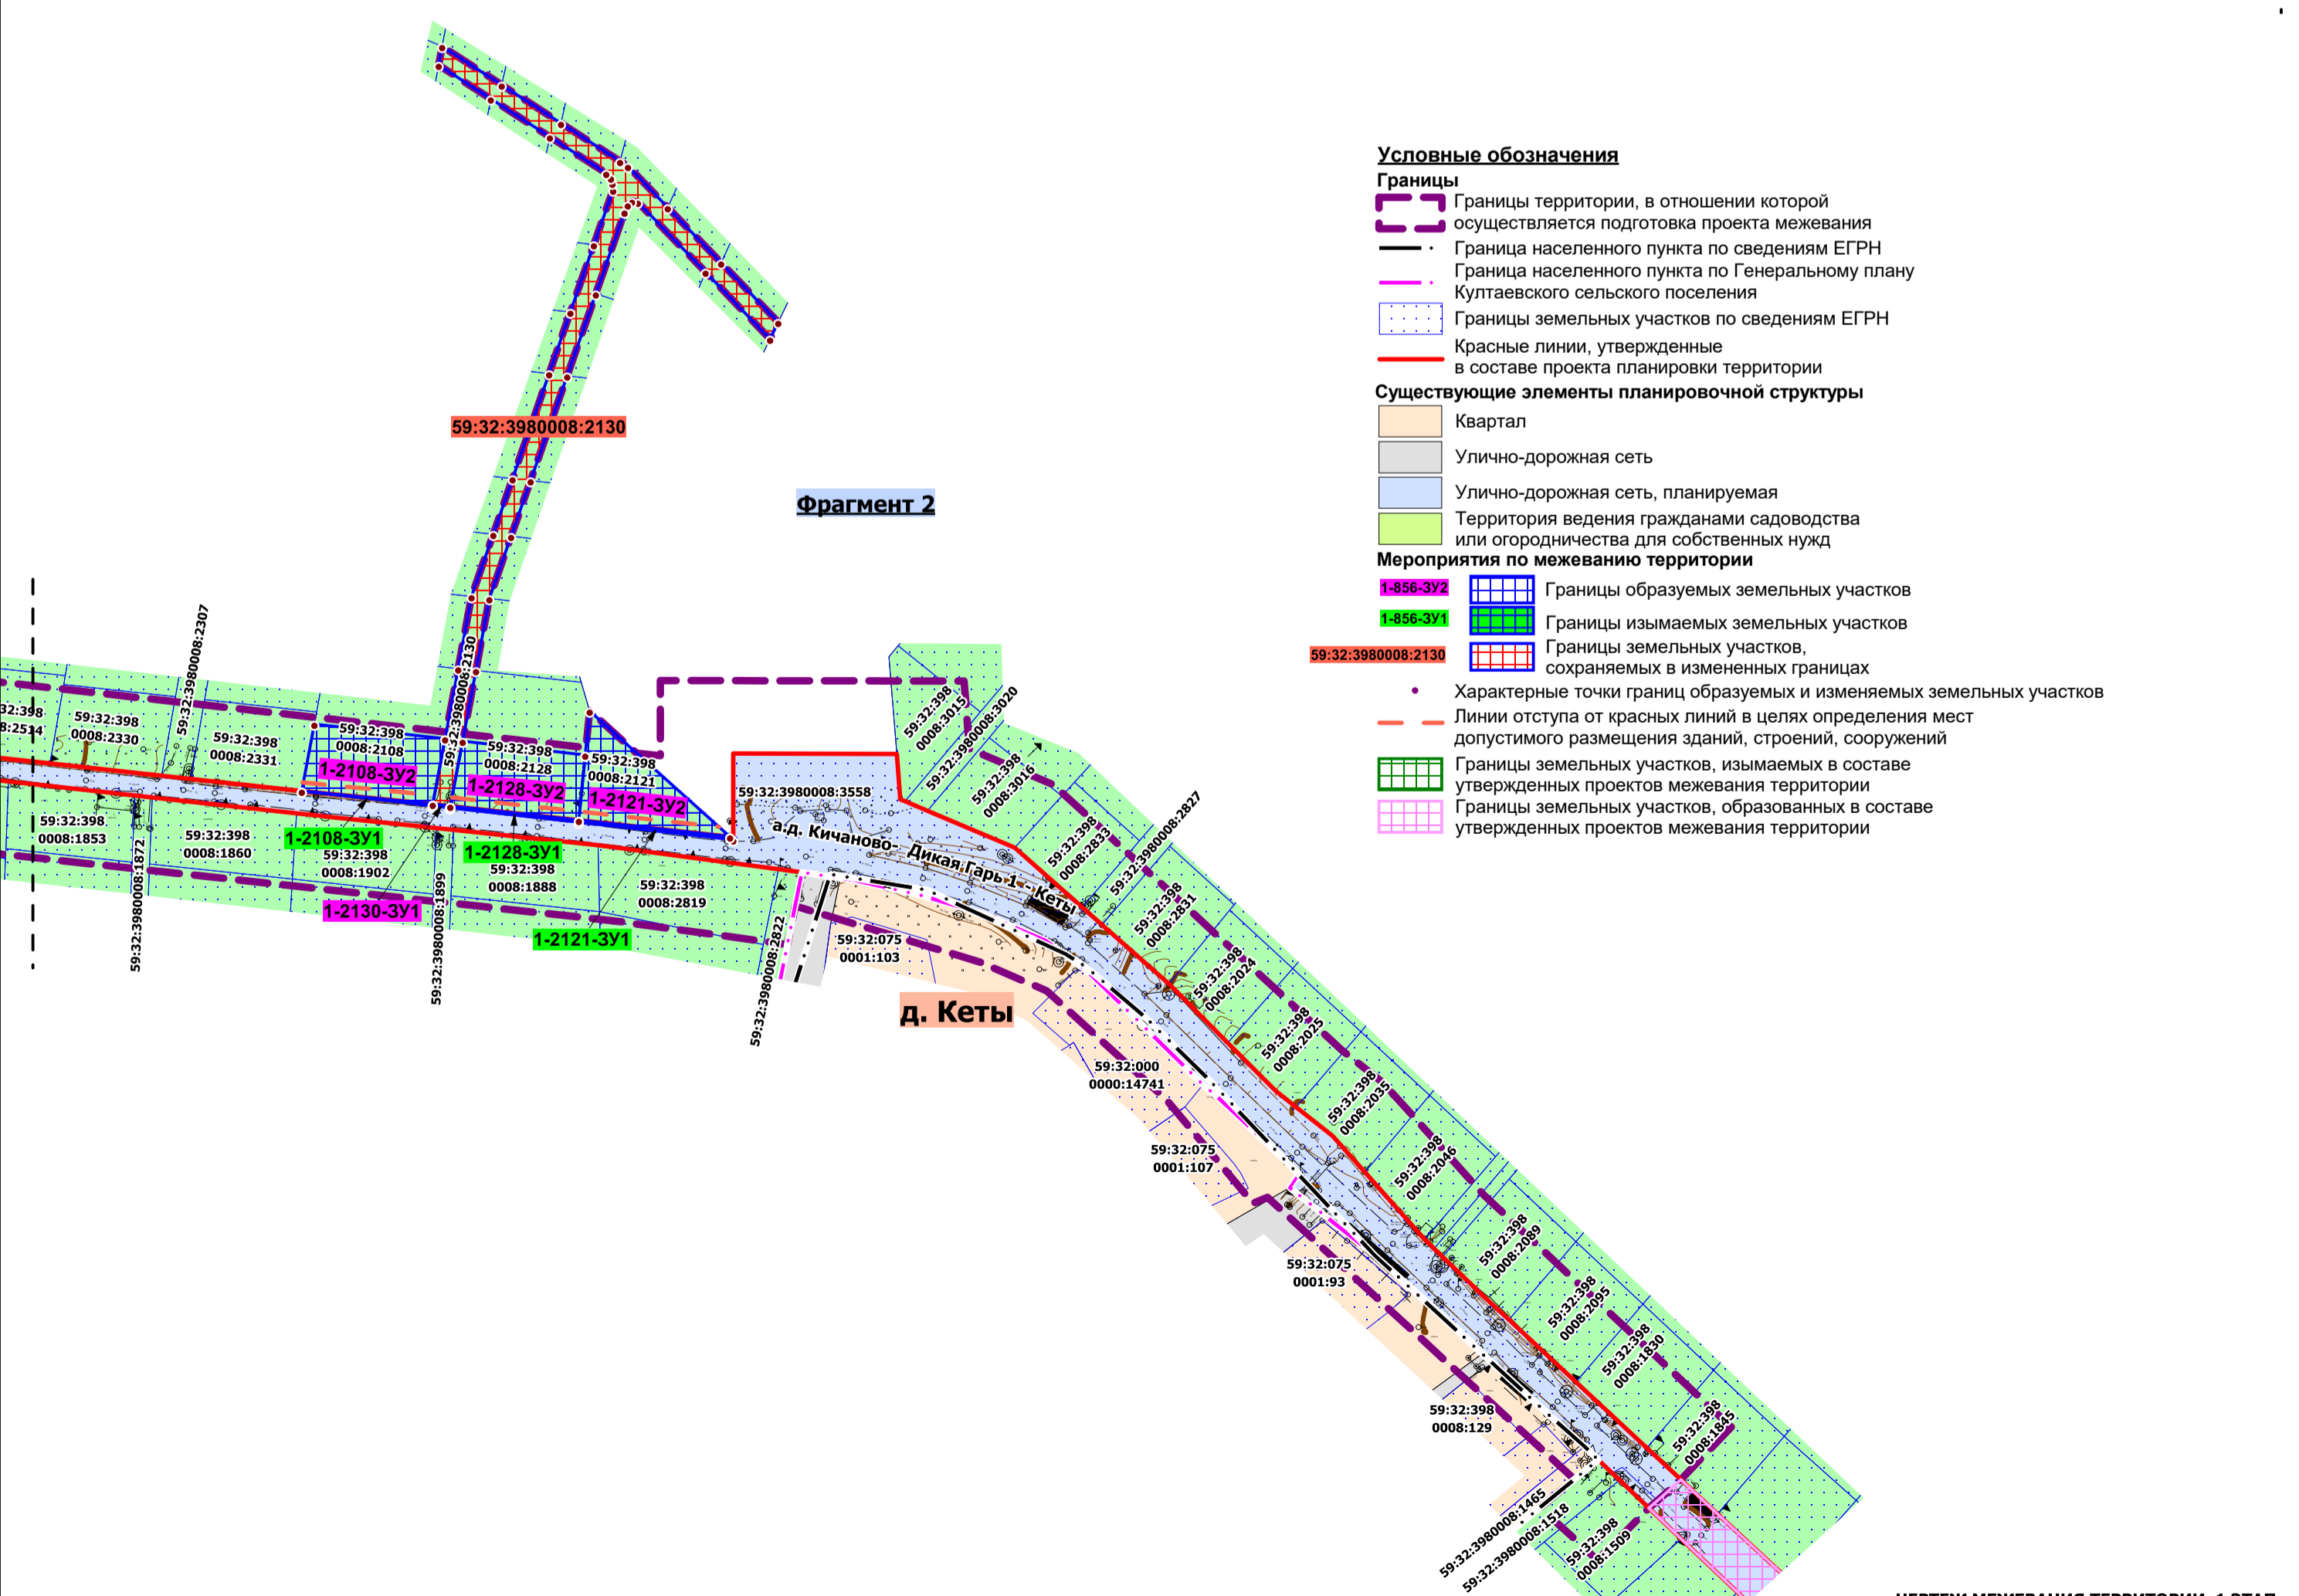 Условные обозначения
Границы
Границы территории, в отношении которой
осуществляется подготовка проекта межевания
Граница населенного пункта по сведениям ЕГРН
Граница населенного пункта по Генеральному плану
Култаевского сельского поселения
Границы земельных участков по сведениям ЕГРН
Красные линии, утвержденные
в составе проекта планировки территории
Существующие элементы планировочной структуры
Квартал
Улично-дорожная сеть
Улично-дорожная сеть, планируемая
Территория ведения гражданами садоводства
или огородничества для собственных нужд
Мероприятия по межеванию территории
1-856-ЗУ2
Границы образуемых земельных участков
1-856-ЗУ1
Границы изымаемых земельных участков
59:32:3980008:2130
Границы земельных участков,
сохраняемых в измененных границах
Характерные точки границ образуемых и изменяемых земельных участков
Линии отступа от красных линий в целях определения мест
допустимого размещения зданий, строений, сооружений
Границы земельных участков, изымаемых в составе
утвержденных проектов межевания территории
Границы земельных участков, образованных в составе
утвержденных проектов межевания территории
59:32:3980008:2130
Фрагмент 2
59:32:3980008:2307
59:32:3980008:2130
32:398
8:2514
59:32:398
0008:2330
59:32:398
0008:2331
59:32:398
0008:2108
59:32:398
0008:2128
59:32:398
0008:2121
1-2108-ЗУ2
1-2128-ЗУ2
1-2121-ЗУ2
59:32:3980008:3558
а.д. Кичаново- Дикая Гарь 1 - Кеты
59:32:398
0008:3015
59:32:3980008:3020
59:32:398
0008:3016
59:32:398
0008:2833
59:32:3980008:2827
59:32:398
0008:2831
59:32:398
0008:2024
59:32:398
0008:2025
59:32:398
0008:2035
59:32:398
0008:2046
59:32:398
0008:2089
59:32:398
0008:2095
59:32:398
0008:1830
59:32:398
0008:1845
59:32:398
0008:1853
59:32:3980008:1872
59:32:398
0008:1860
1-2108-ЗУ1
59:32:398
0008:1902
1-2130-ЗУ1
59:32:3980008:1899
1-2128-ЗУ1
59:32:398
0008:1888
1-2121-ЗУ1
59:32:398
0008:2819
59:32:3980008:2822
59:32:075
0001:103
д. Кеты
59:32:000
0000:14741
59:32:075
0001:107
59:32:075
0001:93
59:32:398
0008:129
59:32:3980008:1465
59:32:3980008:1518
59:32:398
0008:1509